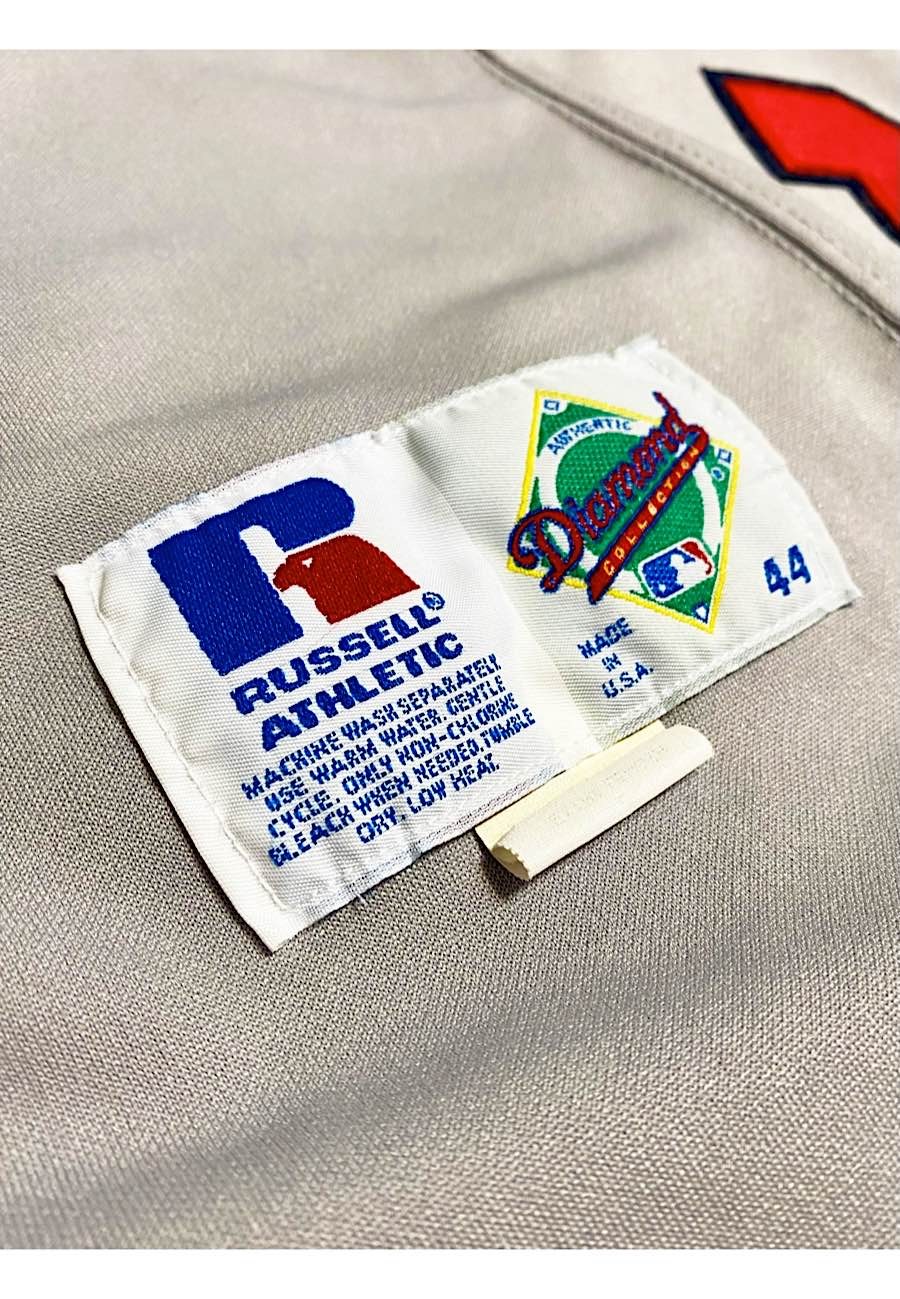 RUSSELL®
ATHLETIC
MACHINE WASH SEPARATELY.
USE WARM WATER. GENTLE
CYCLE. ONLY NON-CHLORINE
BLEACH WHEN NEEDED. TUMBLE
DRY. LOW HEAT.
AUTHENTIC
Diamond
COLLECTION
44
MADE
IN
U.S.A.